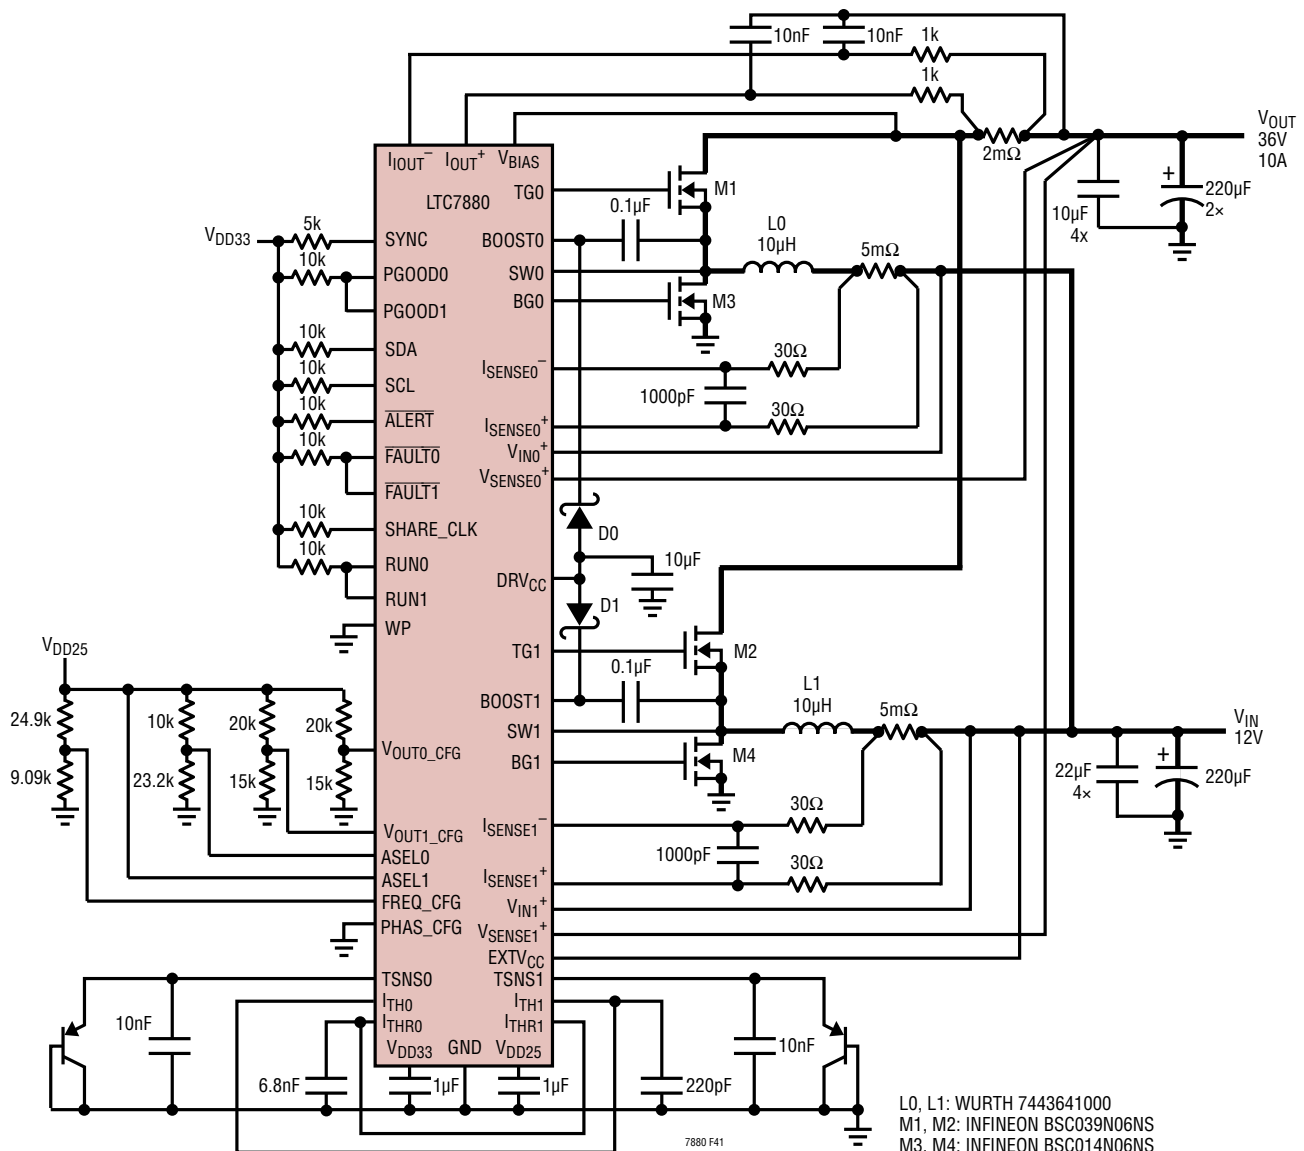 10nF
10nF
1k
1k
VOUT
36V
10A
2mΩ
IIOUT–
IOUT+
VBIAS
LTC7880
TG0
M1
0.1µF
10µF
4x
+
220µF
2×
VDD33
5k
SYNC
BOOST0
L0
10µH
5mΩ
10k
PGOOD0
SW0
BG0
M3
PGOOD1
10k
SDA
30Ω
ISENSE0–
10k
SCL
1000pF
10k
ALERT
30Ω
ISENSE0+
10k
FAULT0
VIN0+
VSENSE0+
FAULT1
10k
SHARE_CLK
D0
10k
RUN0
10µF
DRVCC
RUN1
D1
WP
VDD25
TG1
M2
0.1µF
24.9k
10k
20k
20k
BOOST1
L1
10µH
5mΩ
VIN
12V
SW1
VOUT0_CFG
BG1
M4
9.09k
23.2k
15k
15k
22µF
4×
+
220µF
30Ω
VOUT1_CFG
ISENSE1–
ASEL0
1000pF
30Ω
ASEL1
ISENSE1+
FREQ_CFG
VIN1+
PHAS_CFG
VSENSE1+
EXTVCC
TSNS0
TSNS1
ITH0
ITH1
10nF
ITHR0
ITHR1
10nF
VDD33
GND
VDD25
6.8nF
1µF
1µF
220pF
7880 F41
L0, L1: WURTH 7443641000
M1, M2: INFINEON BSC039N06NS
M3, M4: INFINEON BSC014N06NS